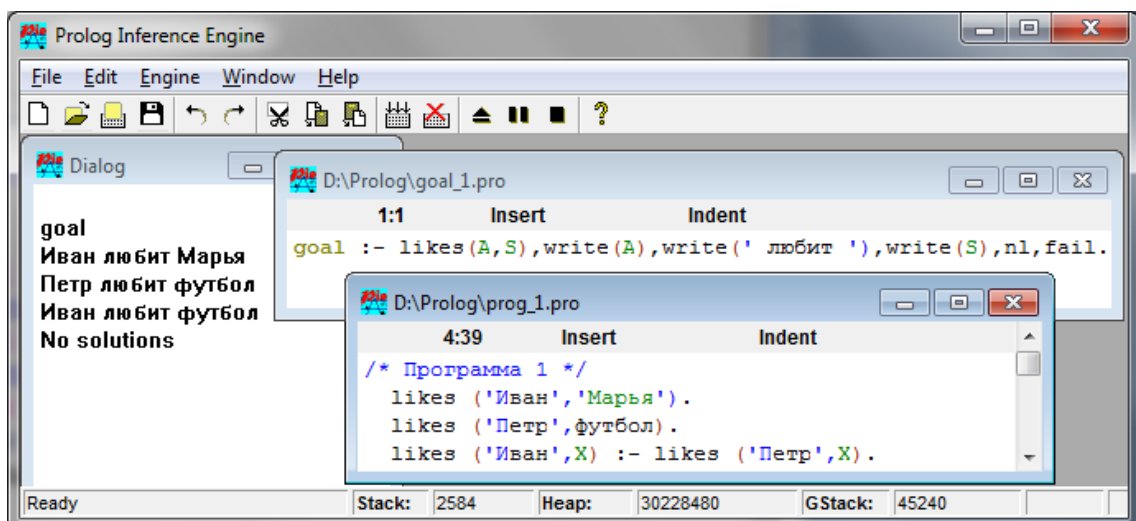 Prolog Inference Engine
File Edit Engine Window Help
Dialog
goal
Иван любит Марья
Петр любит футбол
Иван любит футбол
No solutions
D:\Prolog\goal_1.pro
1:1 Insert Indent
goal :- likes(A,S),write(A),write(' любит '),write(S),nl,fail.
D:\Prolog\prog_1.pro
4:39 Insert Indent
/* Программа 1 */
likes ('Иван','Марья').
likes ('Петр',футбол).
likes ('Иван',X) :- likes ('Петр',X).
Ready Stack: 2584 Heap: 30228480 GStack: 45240